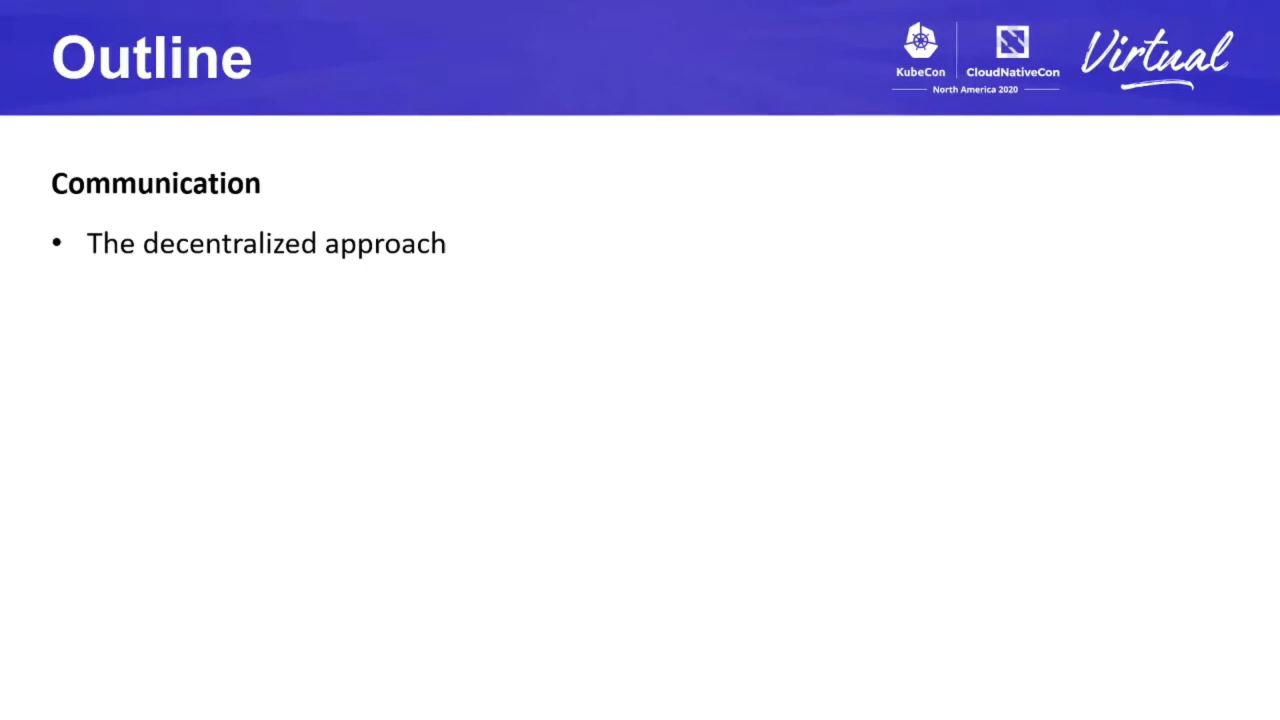 Outline
KubeCon
CloudNativeCon
North America 2020
Virtual
Communication
• The decentralized approach